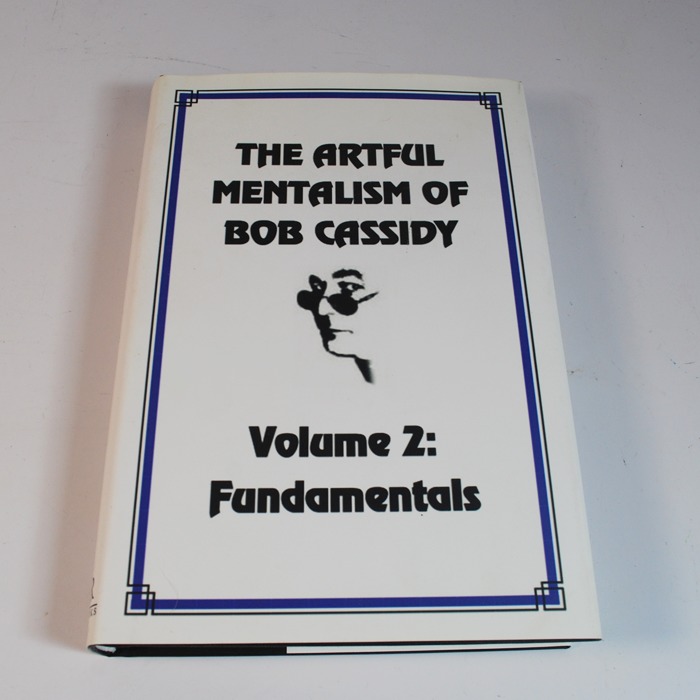 THE ARTFUL
MENTALISM OF
BOB CASSIDY
Volume 2:
Fundamentals